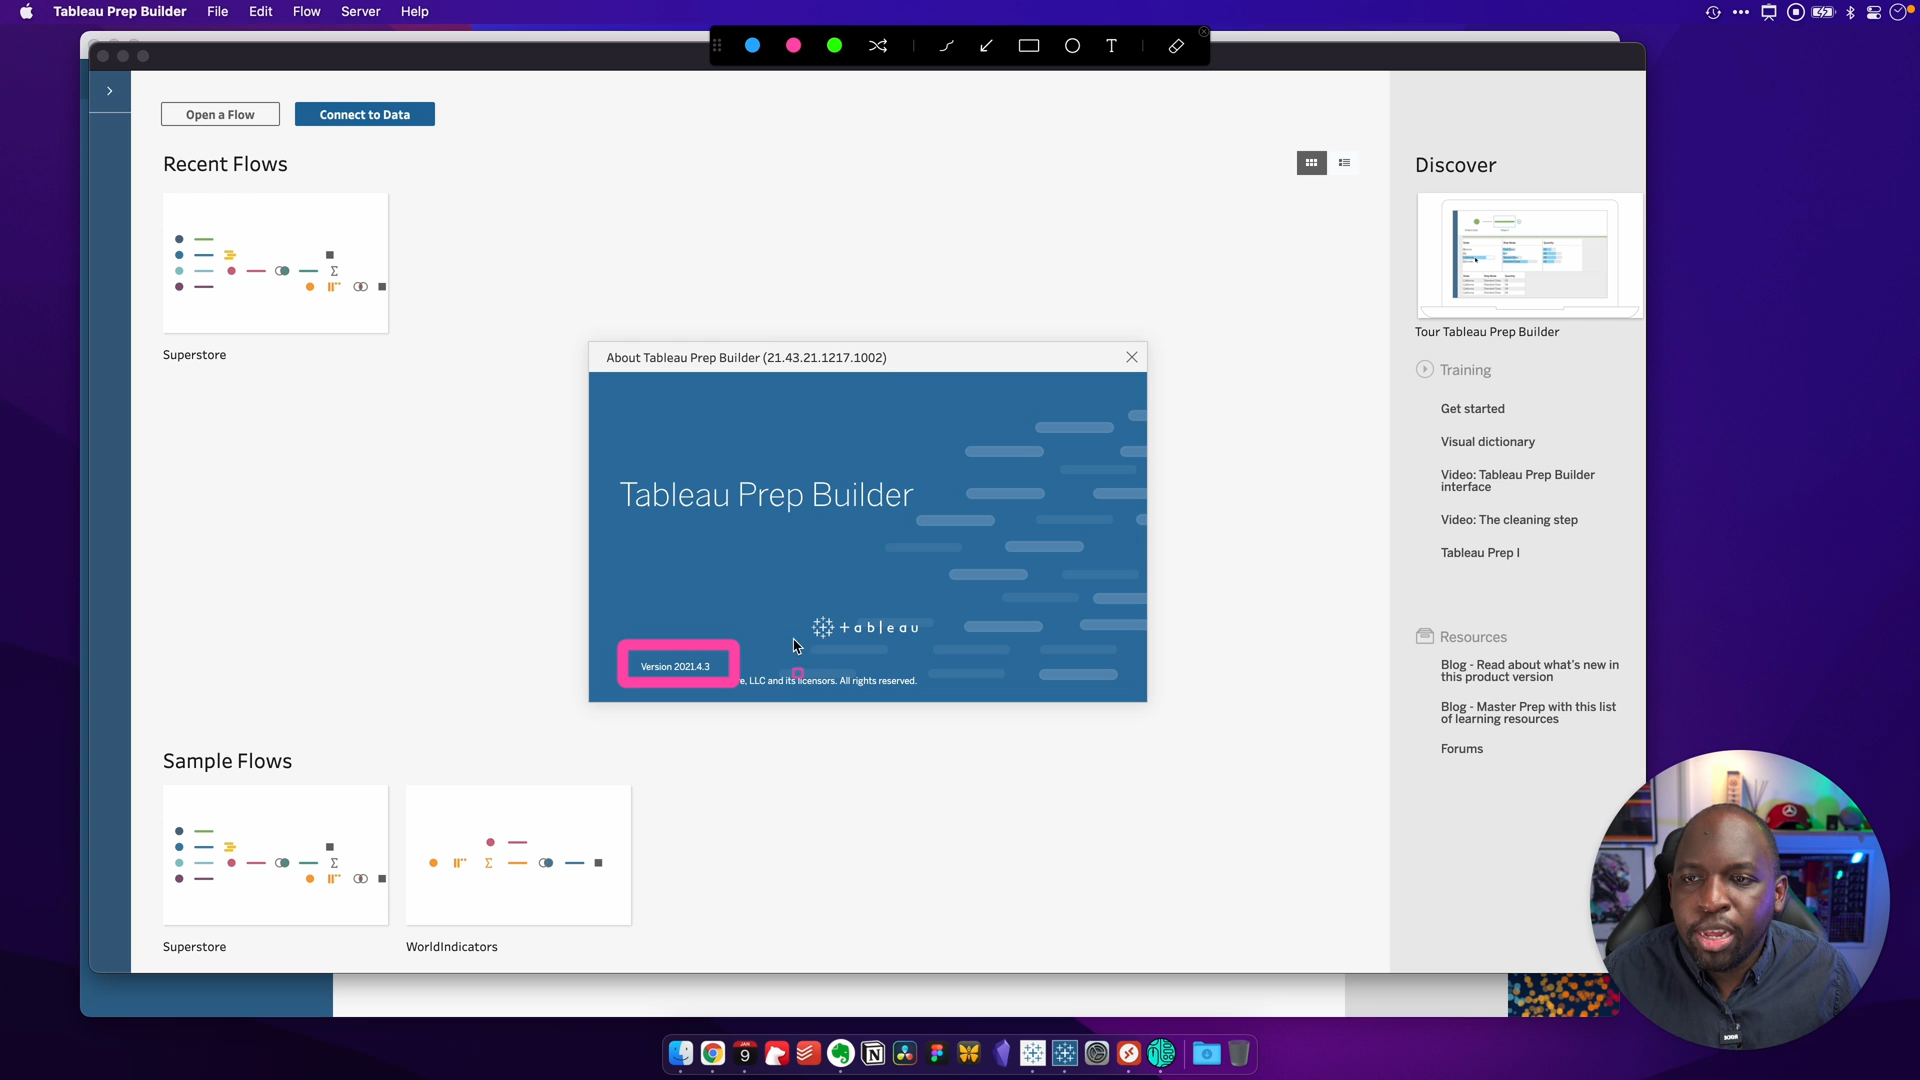 Tableau Prep Builder File Edit Flow Server Help
T
Open a Flow
Connect to Data
Recent Flows
Superstore
About Tableau Prep Builder (21.43.21.1217.1002)
Tableau Prep Builder
+ableau
Version 2021.4.3
e, LLC and its licensors. All rights reserved.
Sample Flows
Superstore
WorldIndicators
Discover
Tour Tableau Prep Builder
Training
Get started
Visual dictionary
Video: Tableau Prep Builder
interface
Video: The cleaning step
Tableau Prep I
Resources
Blog - Read about what's new in
this product version
Blog - Master Prep with this list
of learning resources
Forums
JAN
9